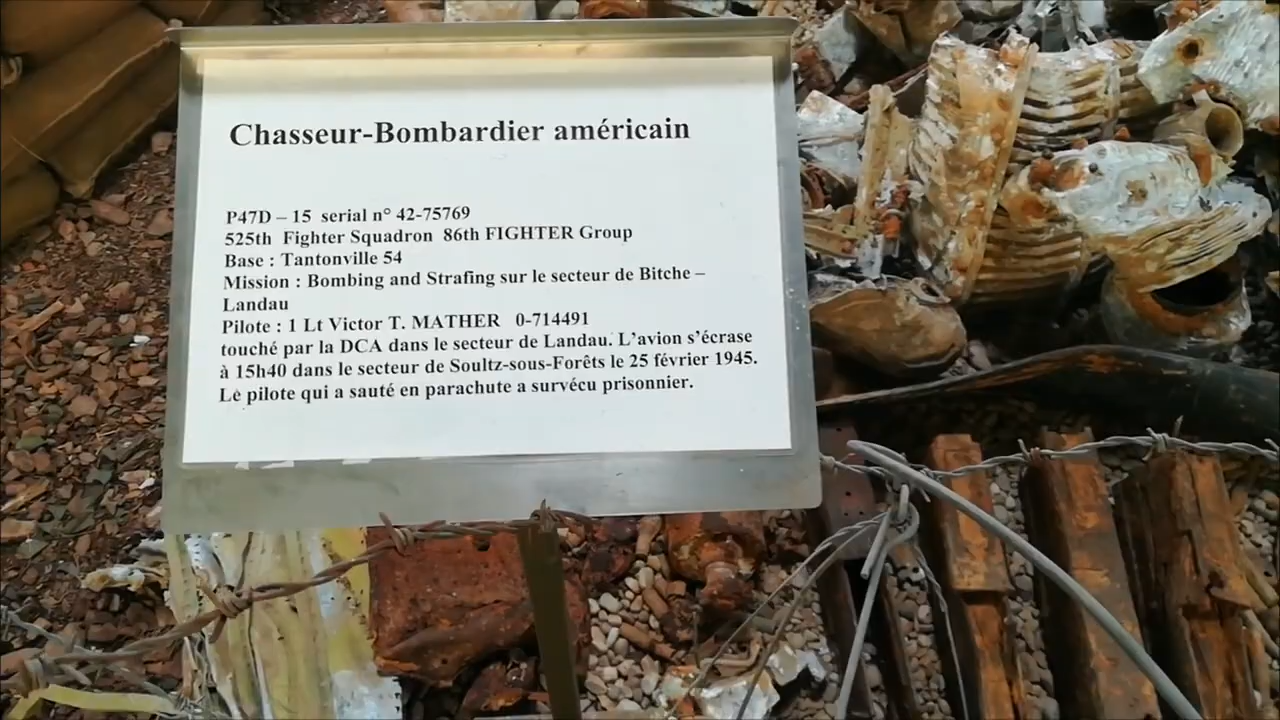 Chasseur-Bombardier américain
P47D – 15 serial n° 42-75769
525th Fighter Squadron 86th FIGHTER Group
Base : Tantonville 54
Mission : Bombing and Strafing sur le secteur de Bitche –
Landau
Pilote : 1 Lt Victor T. MATHER 0-714491
touché par la DCA dans le secteur de Landau. L'avion s'écrase
à 15h40 dans le secteur de Soultz-sous-Forêts le 25 février 1945.
Le pilote qui a sauté en parachute a survécu prisonnier.